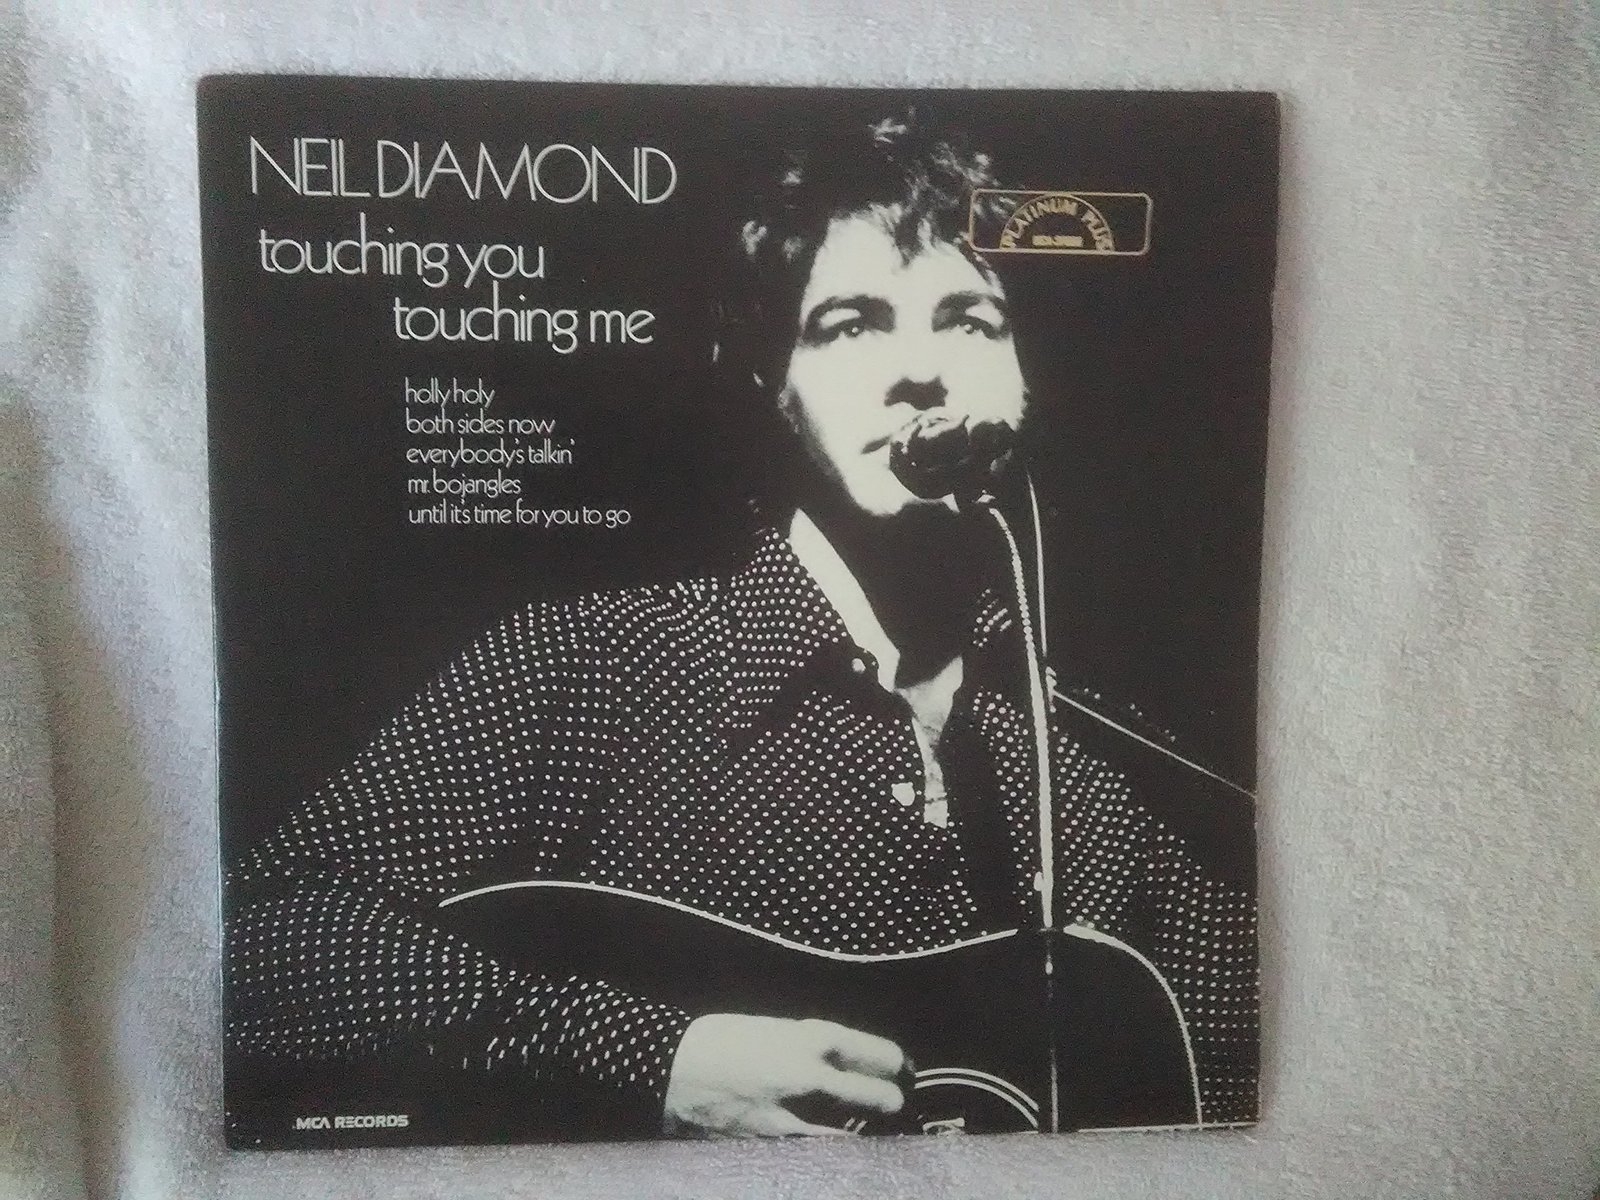 NEIL DIAMOND
touching you
touching me
holly holy
both sides now
everybody's talkin'
mr. bojangles
until it's time for you to go
PLATINUM PLUS
MCA RECORDS